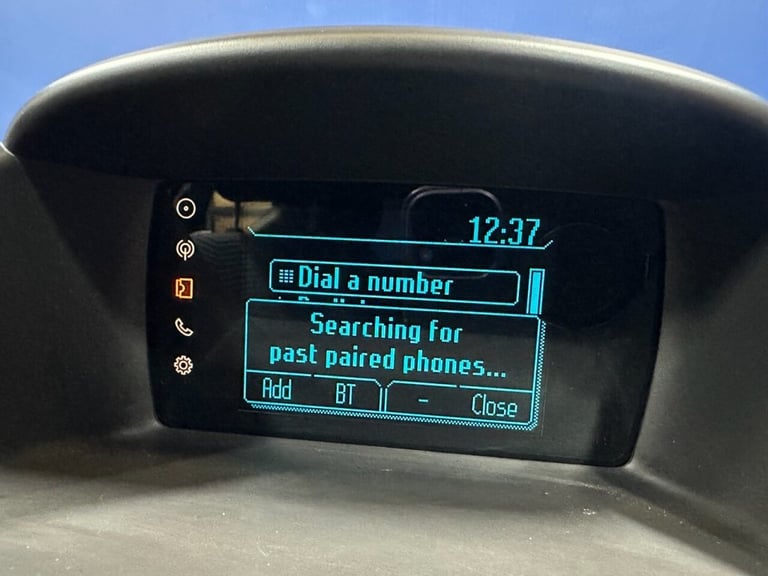 12:37
Dial a number
Searching for
past paired phones...
Add BT - Close